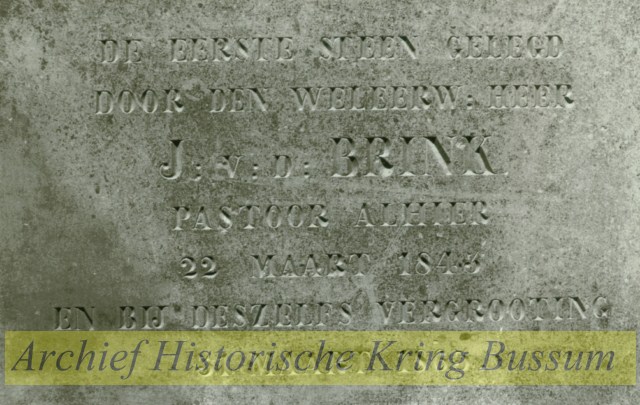 DE EERSTE STEEN GELEGD
DOOR DEN WELEERW: HEER
J: V: D: BRINK
PASTOOR ALHIER
22 MAART 1843
EN BIJ DESZELFS VERGROOTING
Archief Historische Kring Bussum